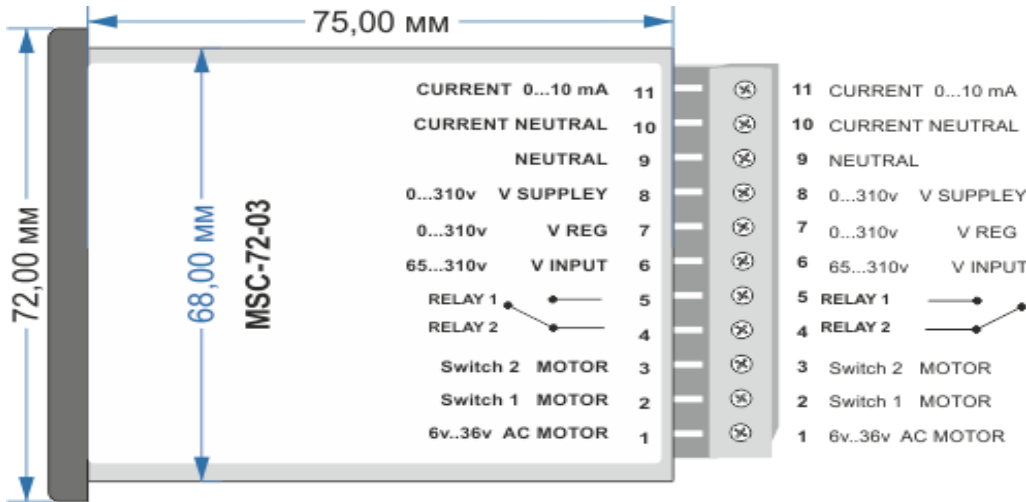 75,00 мм
72,00 мм
68,00 мм
MSC-72-03
CURRENT 0...10 mA 11
CURRENT NEUTRAL 10
NEUTRAL 9
0...310v V SUPPLEY 8
0...310v V REG 7
65...310v V INPUT 6
RELAY 1 5
RELAY 2 4
Switch 2 MOTOR 3
Switch 1 MOTOR 2
6v..36v AC MOTOR 1
11 CURRENT 0...10 mA
10 CURRENT NEUTRAL
9 NEUTRAL
8 0...310v V SUPPLEY
7 0...310v V REG
6 65...310v V INPUT
5 RELAY 1
4 RELAY 2
3 Switch 2 MOTOR
2 Switch 1 MOTOR
1 6v..36v AC MOTOR